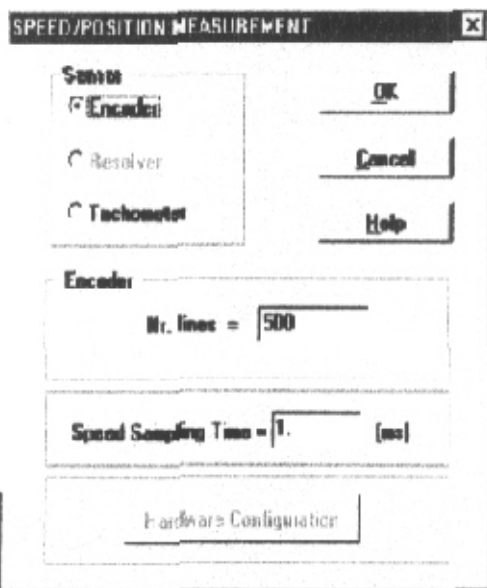 SPEED/POSITION MEASUREMENT
Sensor
Encoder
Resolver
Tachometer
OK
Cancel
Help
Encoder
Nr. lines = 500
Speed Sampling Time = 1. [ms]
Hardware Configuration